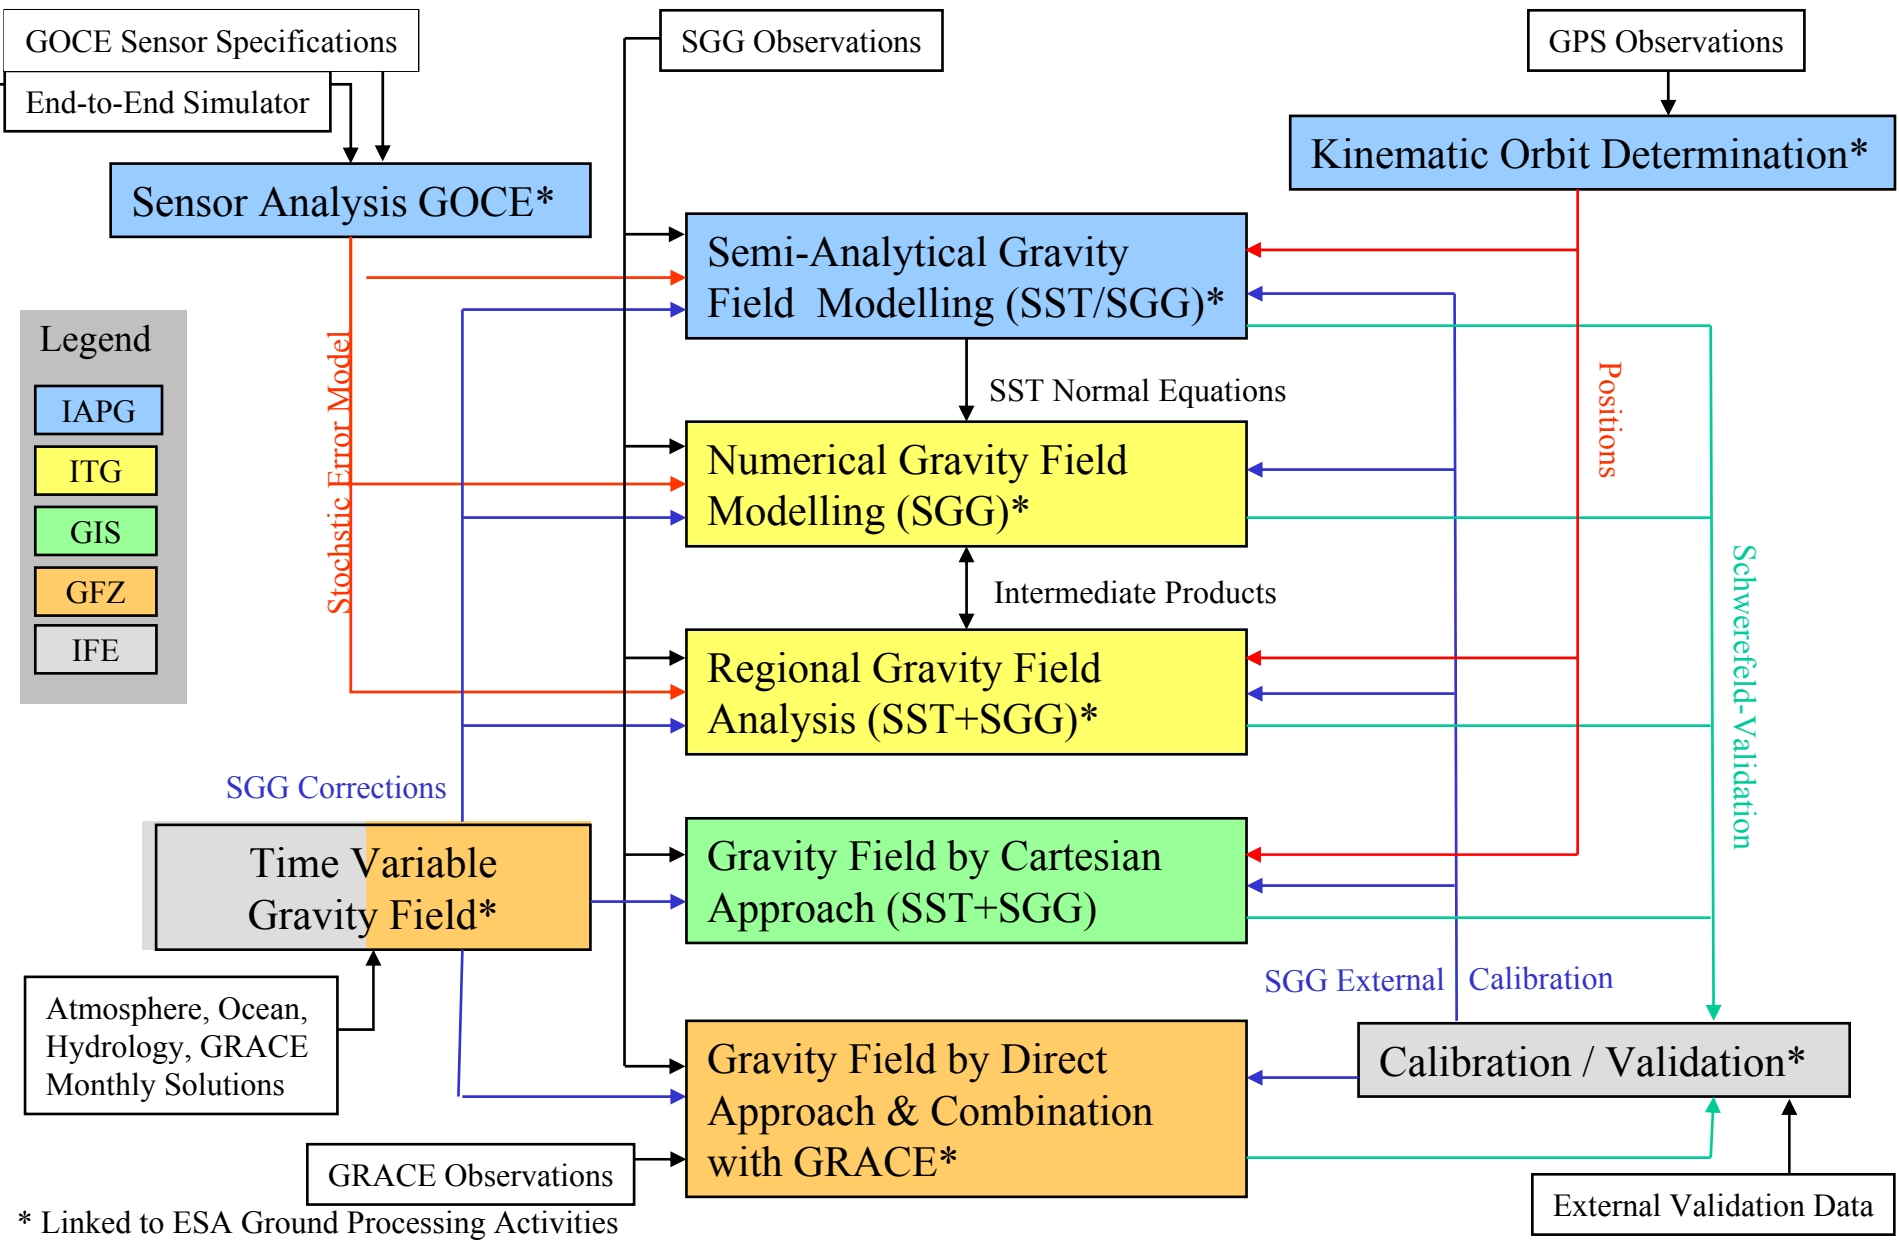 GOCE Sensor Specifications
End-to-End Simulator
SGG Observations
GPS Observations
Sensor Analysis GOCE*
Kinematic Orbit Determination*
Semi-Analytical Gravity
Field Modelling (SST/SGG)*
Legend
IAPG
ITG
GIS
GFZ
IFE
Stochstic Error Model
SST Normal Equations
Positions
Numerical Gravity Field
Modelling (SGG)*
Intermediate Products
Schwerefeld-Validation
Regional Gravity Field
Analysis (SST+SGG)*
SGG Corrections
Time Variable
Gravity Field*
Gravity Field by Cartesian
Approach (SST+SGG)
SGG External Calibration
Atmosphere, Ocean,
Hydrology, GRACE
Monthly Solutions
Gravity Field by Direct
Approach & Combination
with GRACE*
Calibration / Validation*
GRACE Observations
External Validation Data
* Linked to ESA Ground Processing Activities